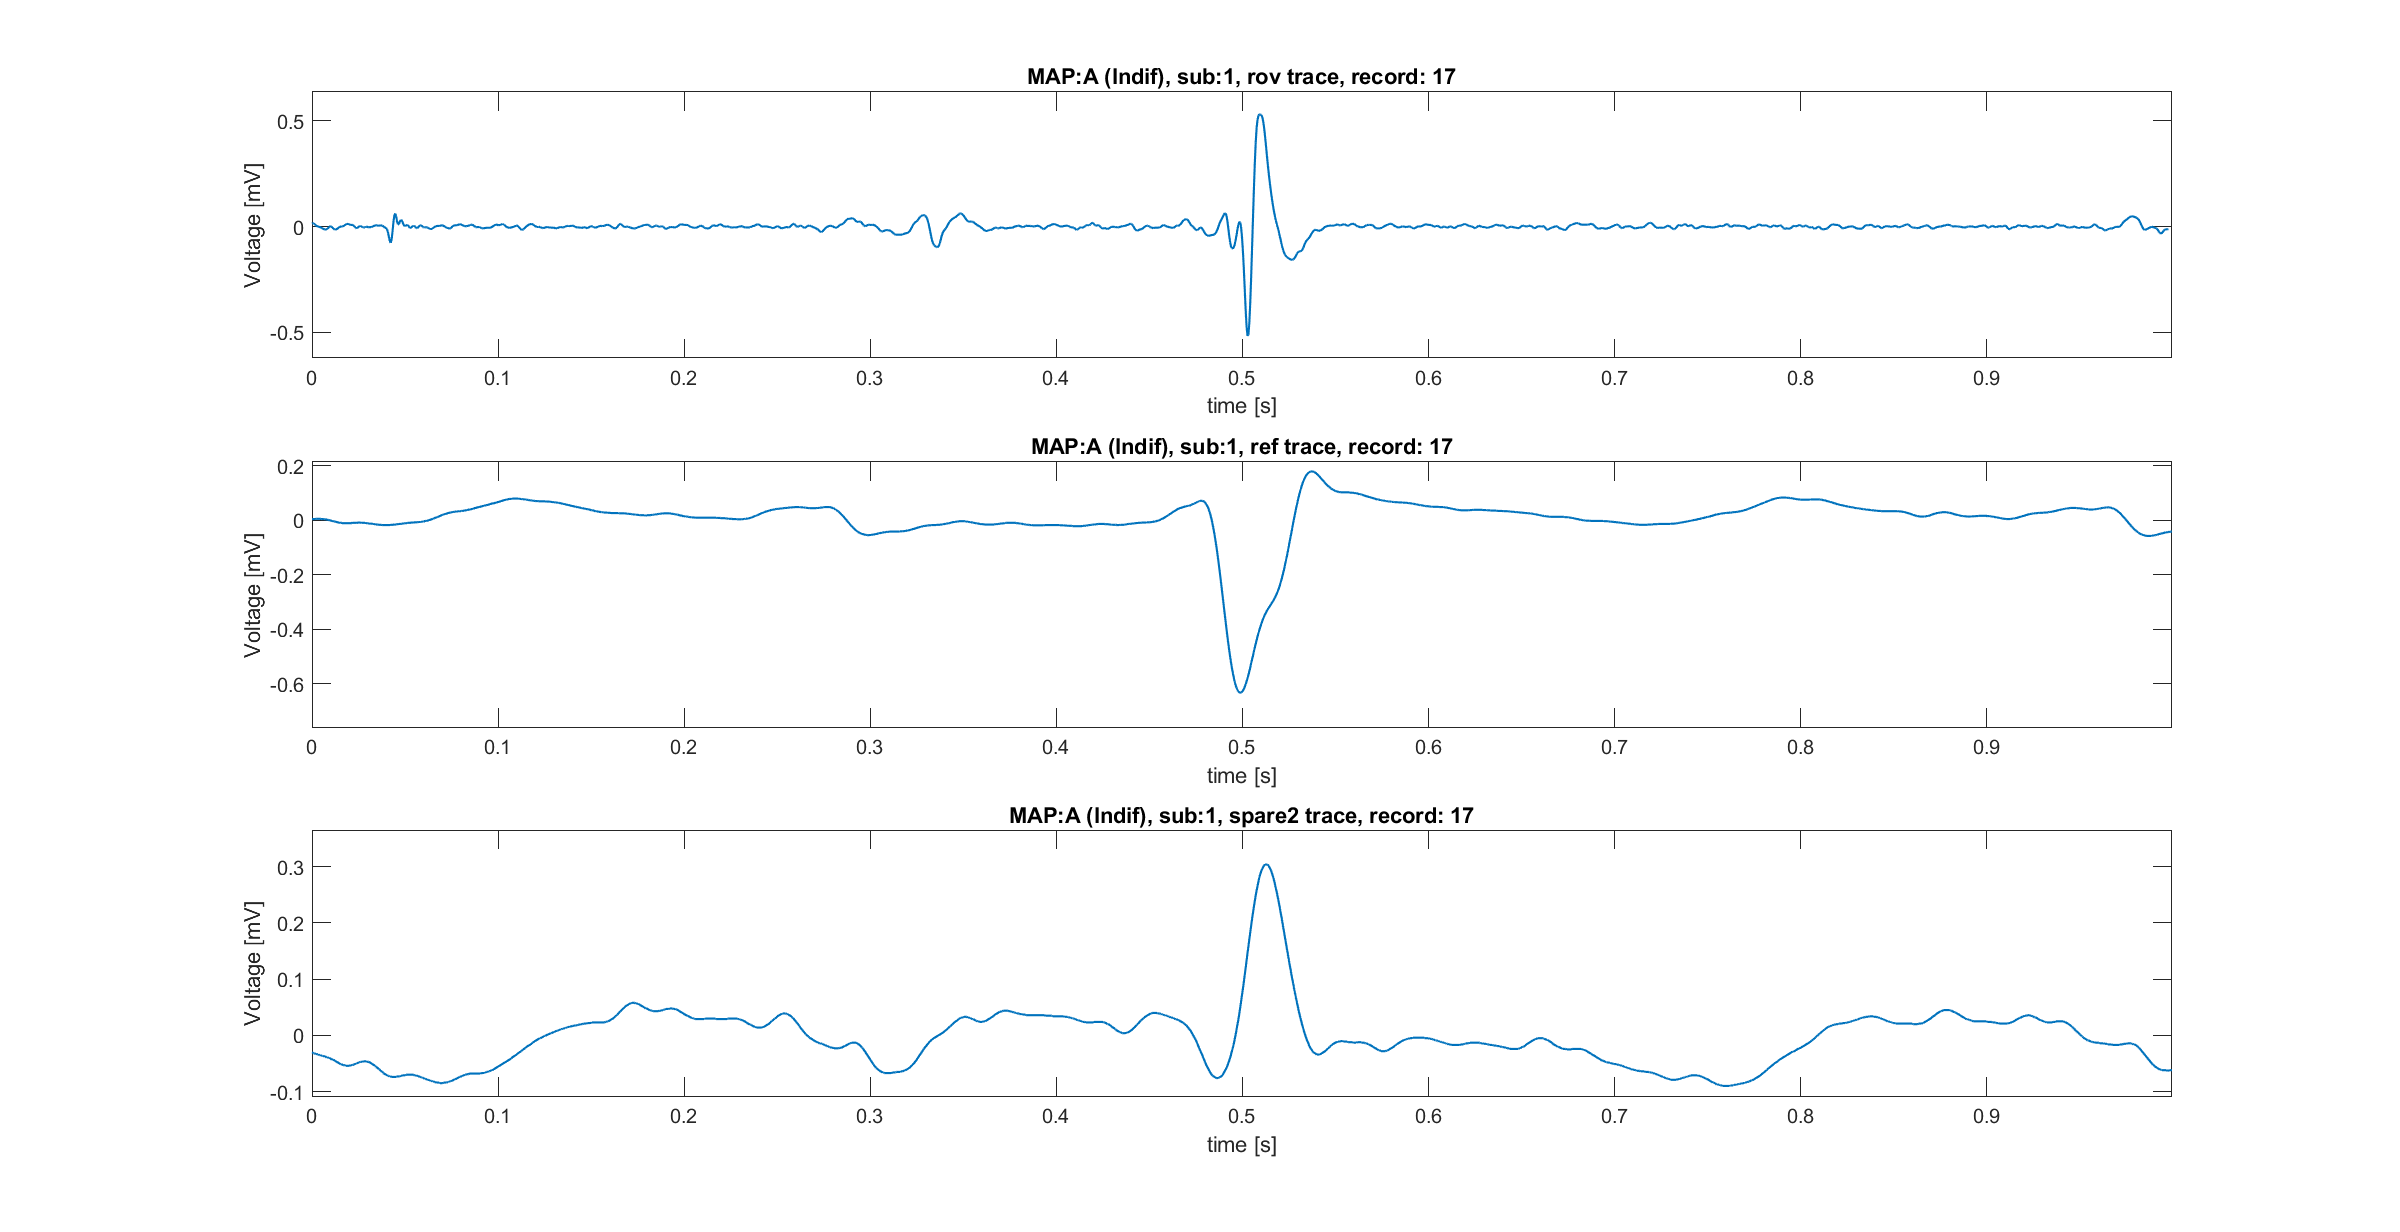 MAP:A (Indif), sub:1, rov trace, record: 17
Voltage [mV]
0.5
0
-0.5
0 0.1 0.2 0.3 0.4 0.5 0.6 0.7 0.8 0.9
time [s]
MAP:A (Indif), sub:1, ref trace, record: 17
Voltage [mV]
0.2
0
-0.2
-0.4
-0.6
0 0.1 0.2 0.3 0.4 0.5 0.6 0.7 0.8 0.9
time [s]
MAP:A (Indif), sub:1, spare2 trace, record: 17
Voltage [mV]
0.3
0.2
0.1
0
-0.1
0 0.1 0.2 0.3 0.4 0.5 0.6 0.7 0.8 0.9
time [s]